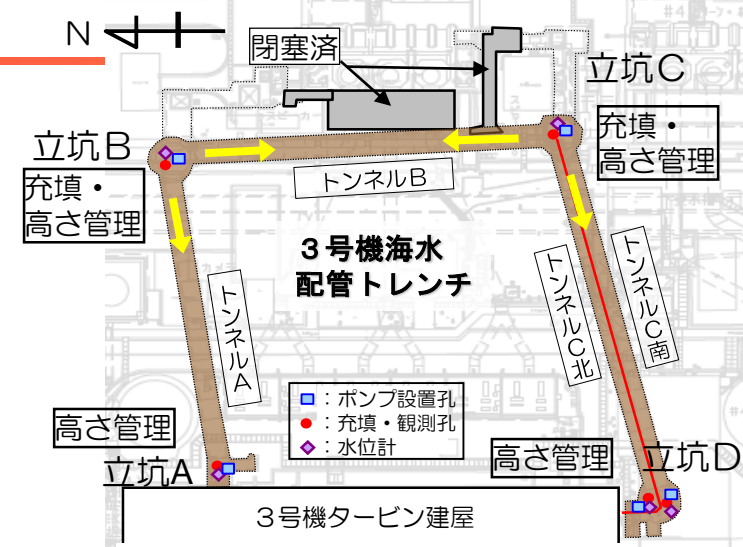 N
閉塞済
#4
立坑C
充填・
高さ管理
立坑B
充填・
高さ管理
トンネルB
3号機海水
配管トレンチ
トンネルA
トンネルC北
トンネルC南
：ポンプ設置孔
：充填・観測孔
：水位計
高さ管理
立坑A
高さ管理
立坑D
3号機タービン建屋